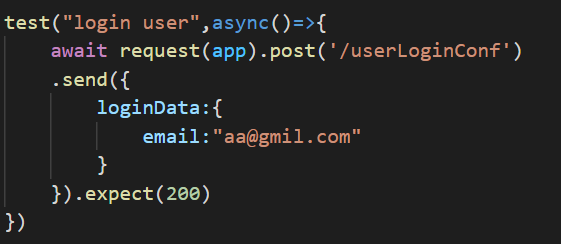 test("login user",async()=>{
    await request(app).post('/userLoginConf')
    .send({
        loginData:{
            email:"aa@gmil.com"
        }
    }).expect(200)
})